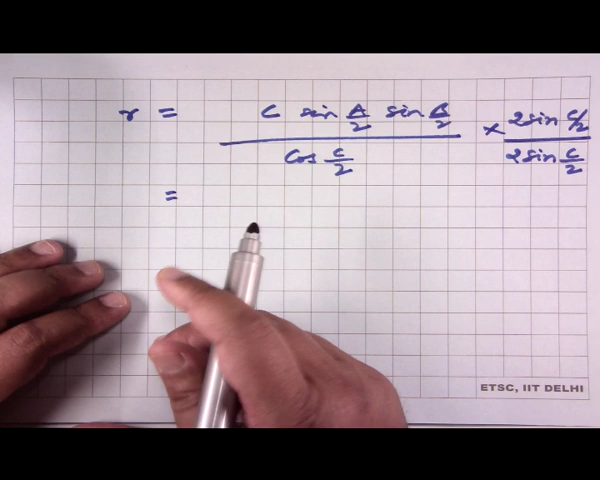 r = C sin A/2 sin B/2 / Cos C/2 × 2sin C/2 / 2sin C/2
=
ETSC, IIT DELHI